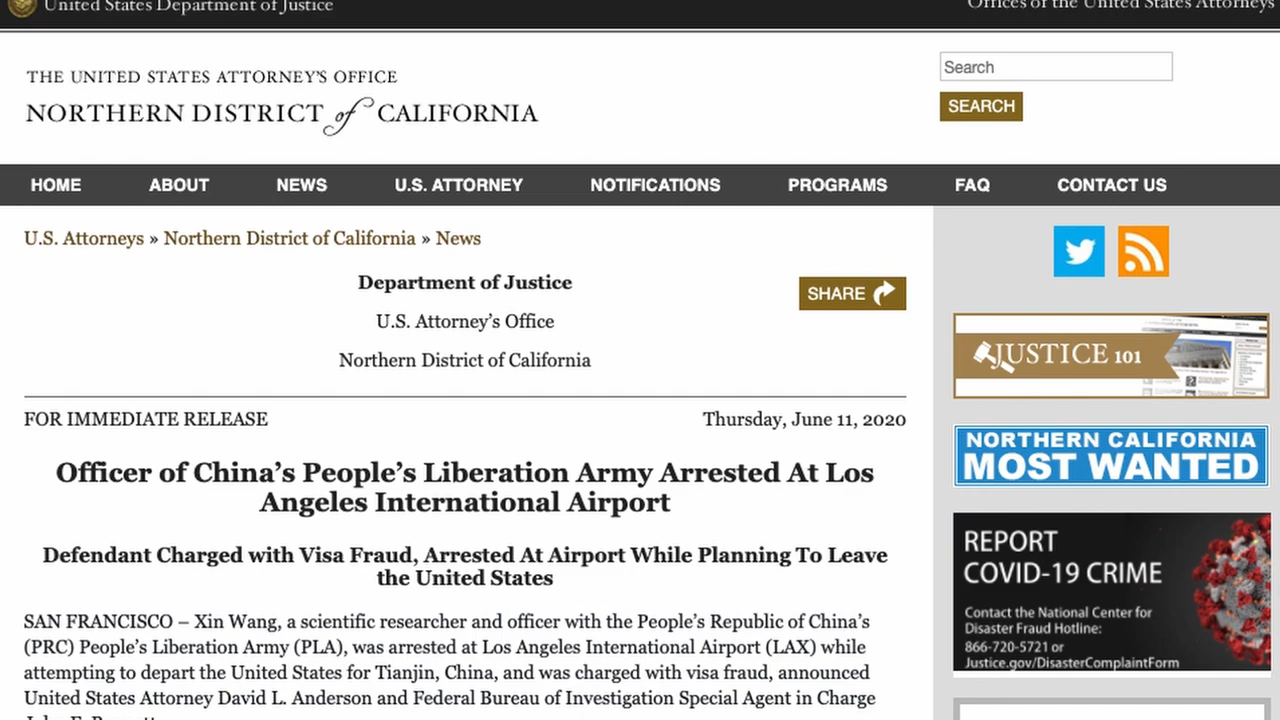 United States Department of Justice
Offices of the United States Attorneys
THE UNITED STATES ATTORNEY'S OFFICE
NORTHERN DISTRICT of CALIFORNIA
Search
SEARCH
HOME ABOUT NEWS U.S. ATTORNEY NOTIFICATIONS PROGRAMS FAQ CONTACT US
U.S. Attorneys » Northern District of California » News
Department of Justice
SHARE
U.S. Attorney's Office
Northern District of California
FOR IMMEDIATE RELEASE
Thursday, June 11, 2020
Officer of China's People's Liberation Army Arrested At Los
Angeles International Airport
Defendant Charged with Visa Fraud, Arrested At Airport While Planning To Leave
the United States
SAN FRANCISCO – Xin Wang, a scientific researcher and officer with the People's Republic of China's
(PRC) People's Liberation Army (PLA), was arrested at Los Angeles International Airport (LAX) while
attempting to depart the United States for Tianjin, China, and was charged with visa fraud, announced
United States Attorney David L. Anderson and Federal Bureau of Investigation Special Agent in Charge
JUSTICE 101
NORTHERN CALIFORNIA
MOST WANTED
REPORT
COVID-19 CRIME
Contact the National Center for
Disaster Fraud Hotline:
866-720-5721 or
Justice.gov/DisasterComplaintForm